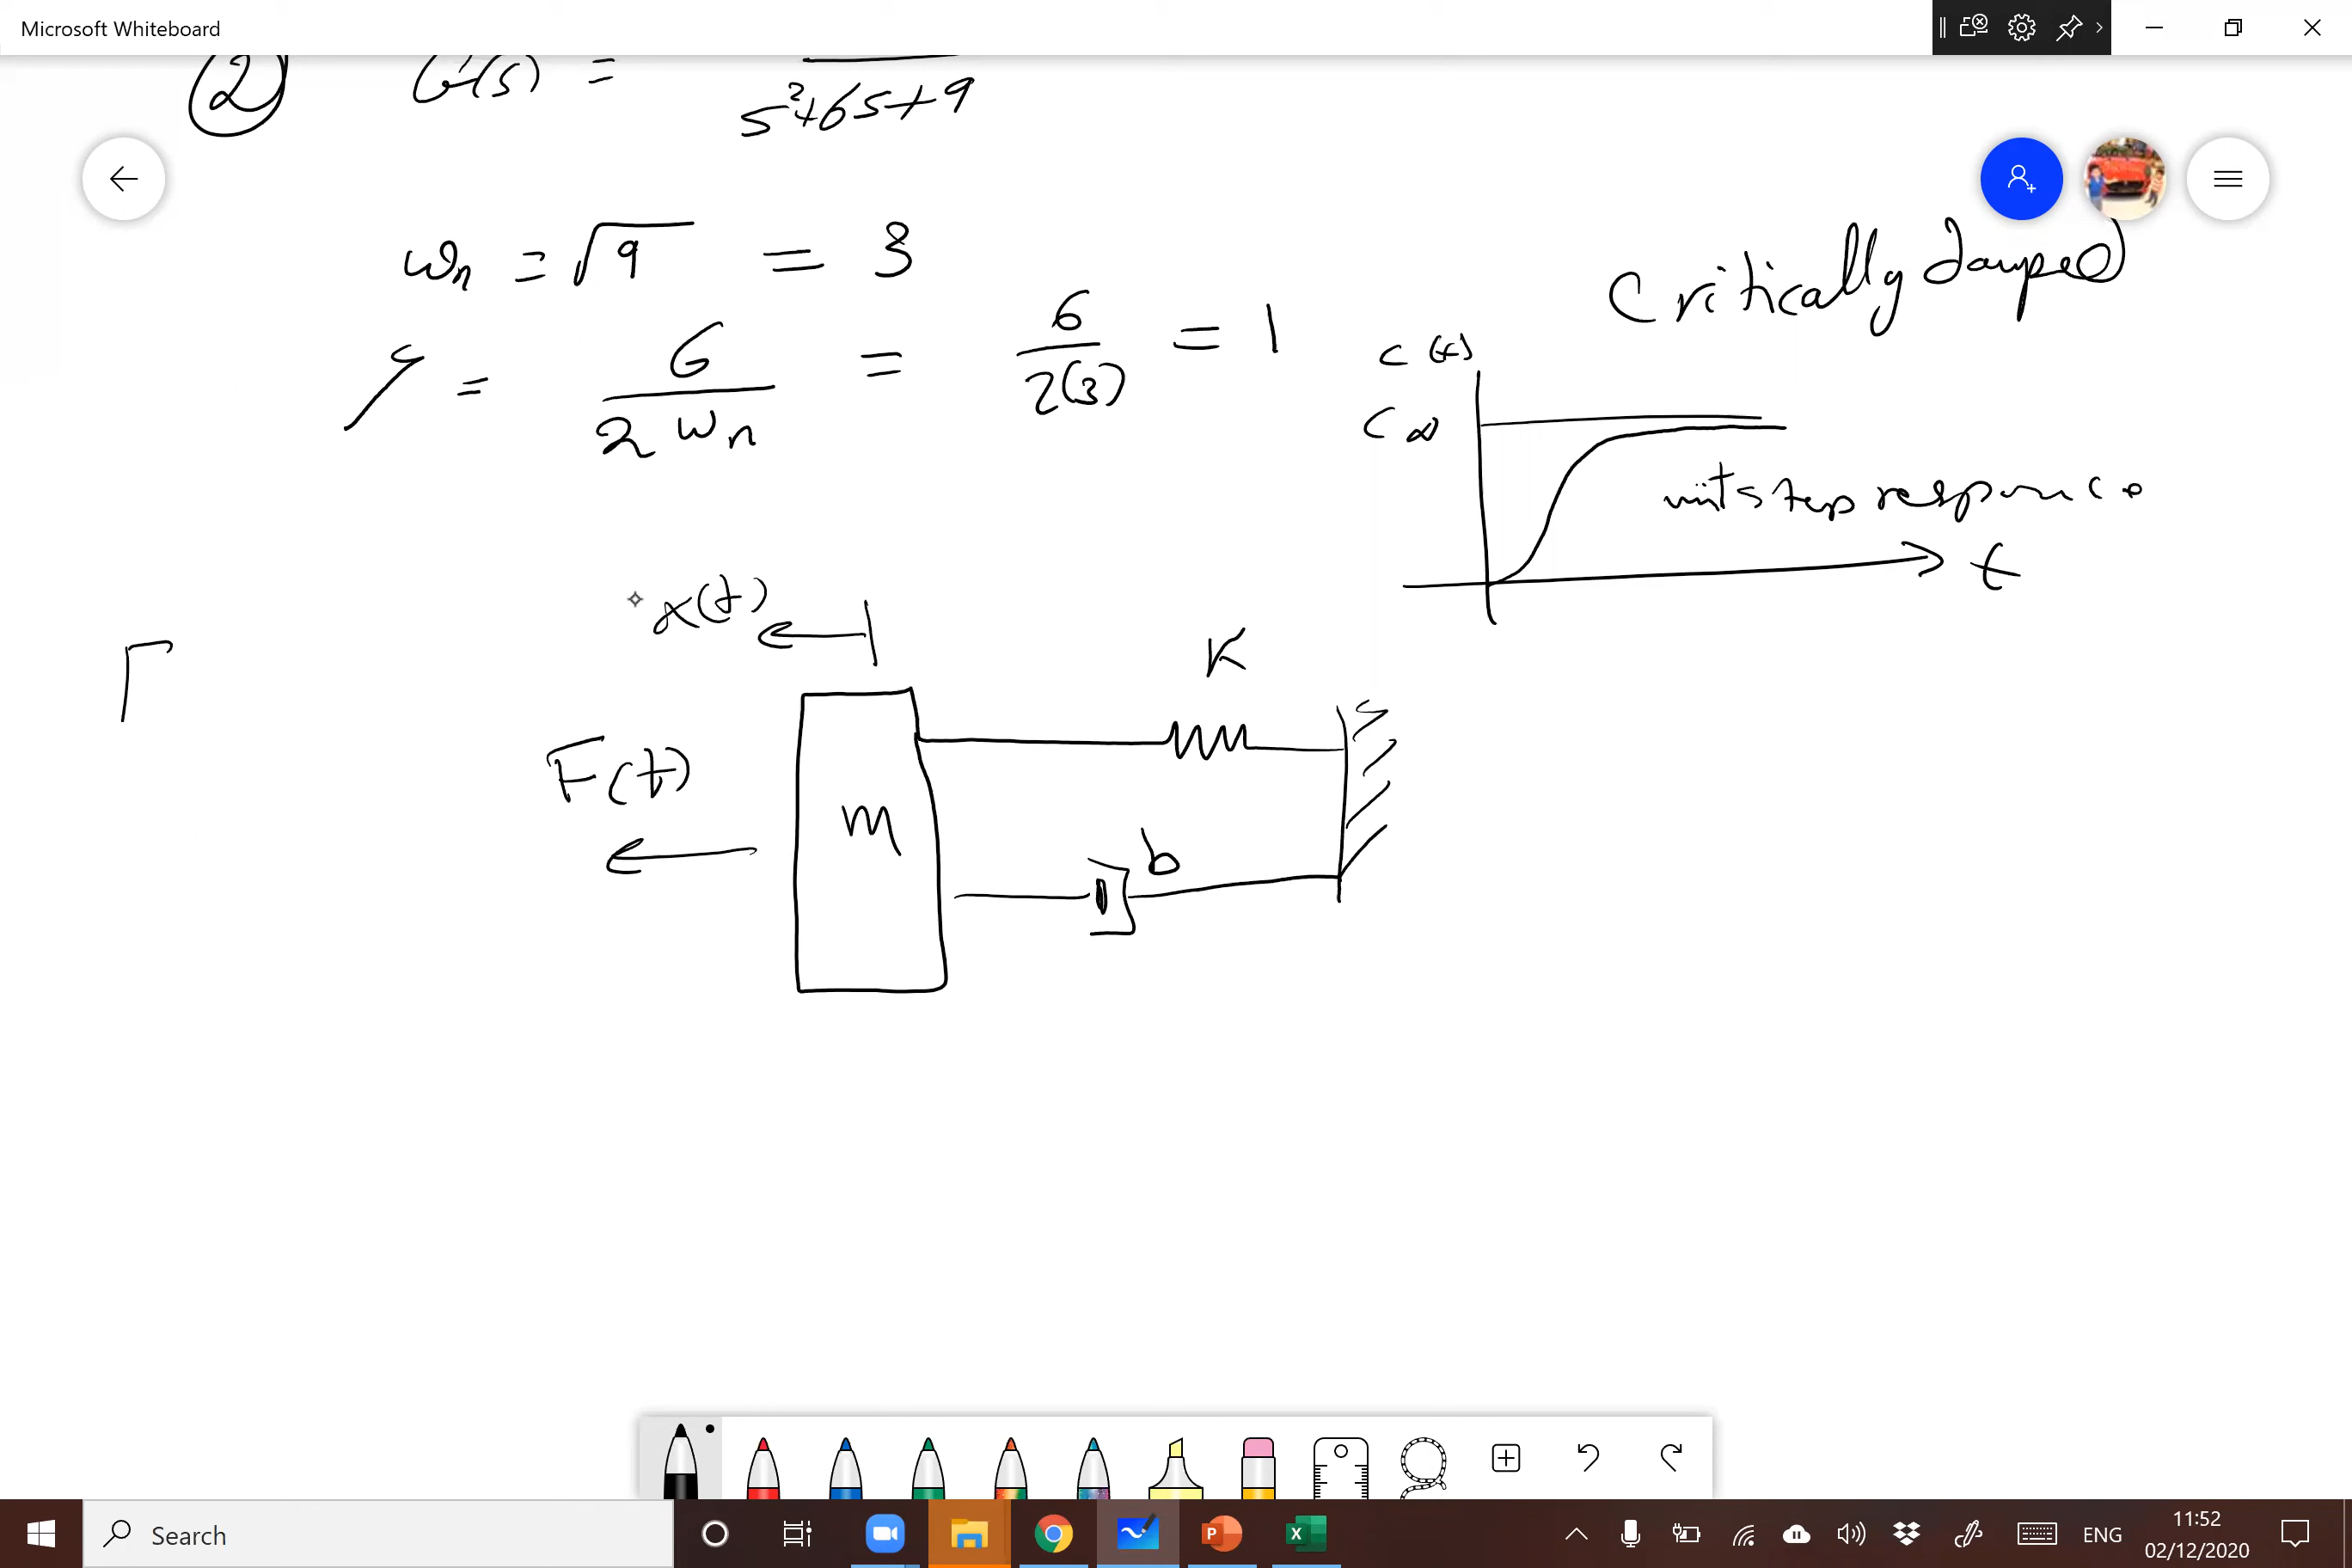 Microsoft Whiteboard
② G(s) =
s²+6s+9
ωn = √9 = 3
Critically damped
ζ = 6 / 2ωn = 6 / 2(3) = 1
c(t)
C∞
unit step response
t
x(t)
K
F(t)
m
b
Search
ENG
11:52
02/12/2020